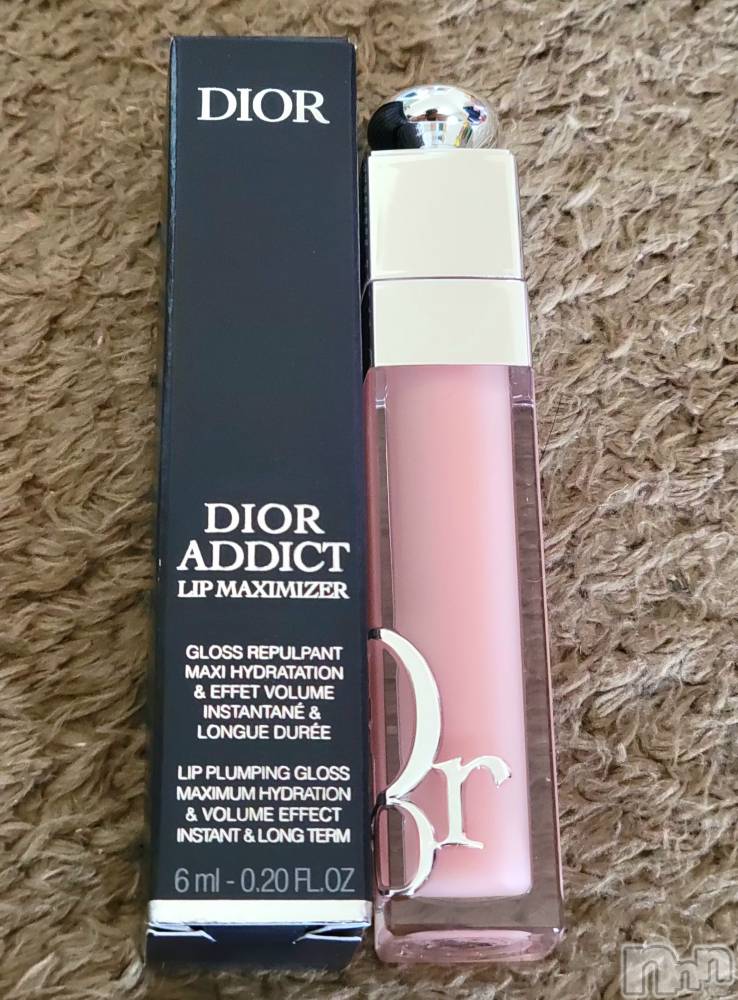 DIOR
DIOR
ADDICT
LIP MAXIMIZER
GLOSS REPULPANT
MAXI HYDRATATION
& EFFET VOLUME
INSTANTANÉ &
LONGUE DURÉE
LIP PLUMPING GLOSS
MAXIMUM HYDRATION
& VOLUME EFFECT
INSTANT & LONG TERM
6 ml - 0.20 FL.OZ